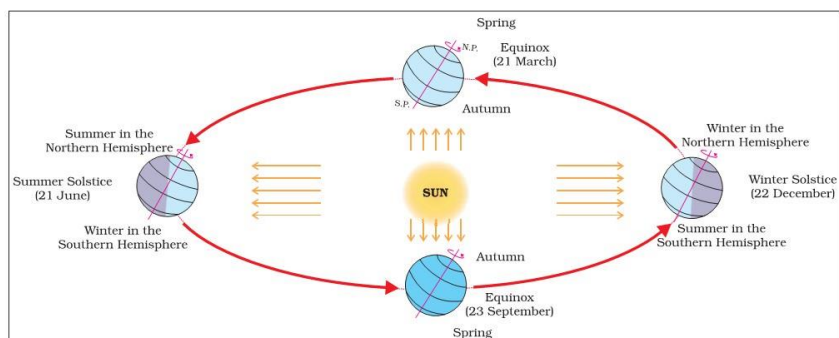 Spring
N.P.
Equinox
(21 March)
S.P.
Autumn
Summer in the
Northern Hemisphere
Summer Solstice
(21 June)
Winter in the
Southern Hemisphere
SUN
Winter in the
Northern Hemisphere
Winter Solstice
(22 December)
Summer in the
Southern Hemisphere
Autumn
Equinox
(23 September)
Spring